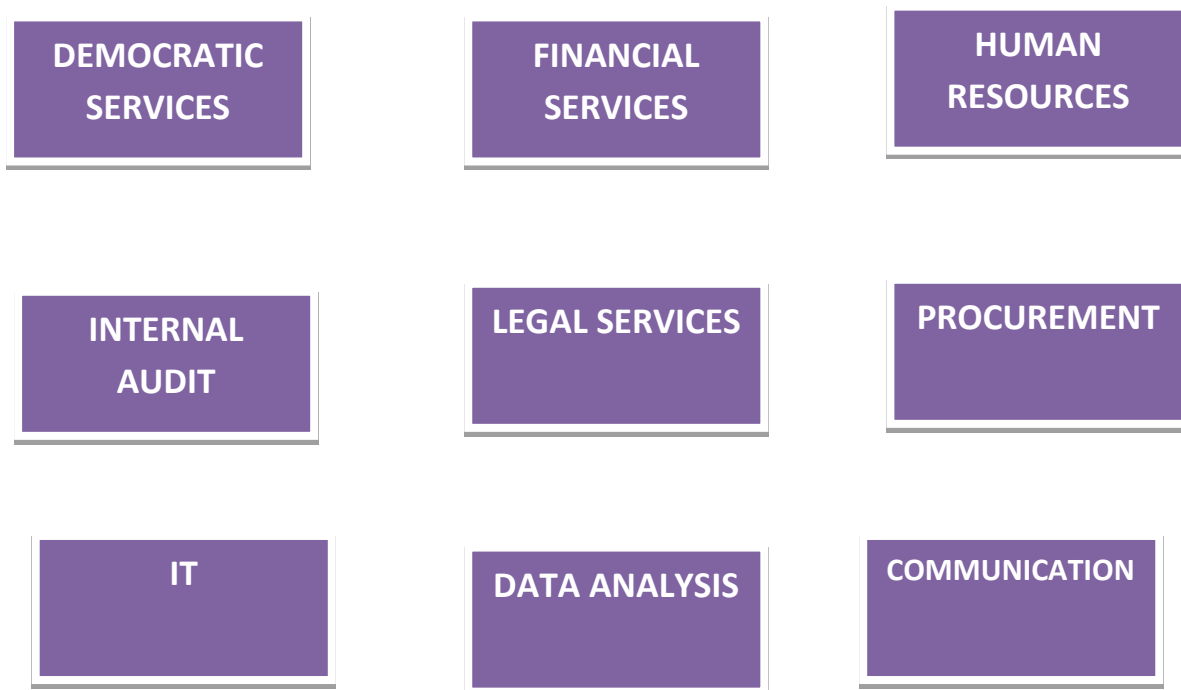 DEMOCRATIC
SERVICES
FINANCIAL
SERVICES
HUMAN
RESOURCES
INTERNAL
AUDIT
LEGAL SERVICES
PROCUREMENT
IT
DATA ANALYSIS
COMMUNICATION